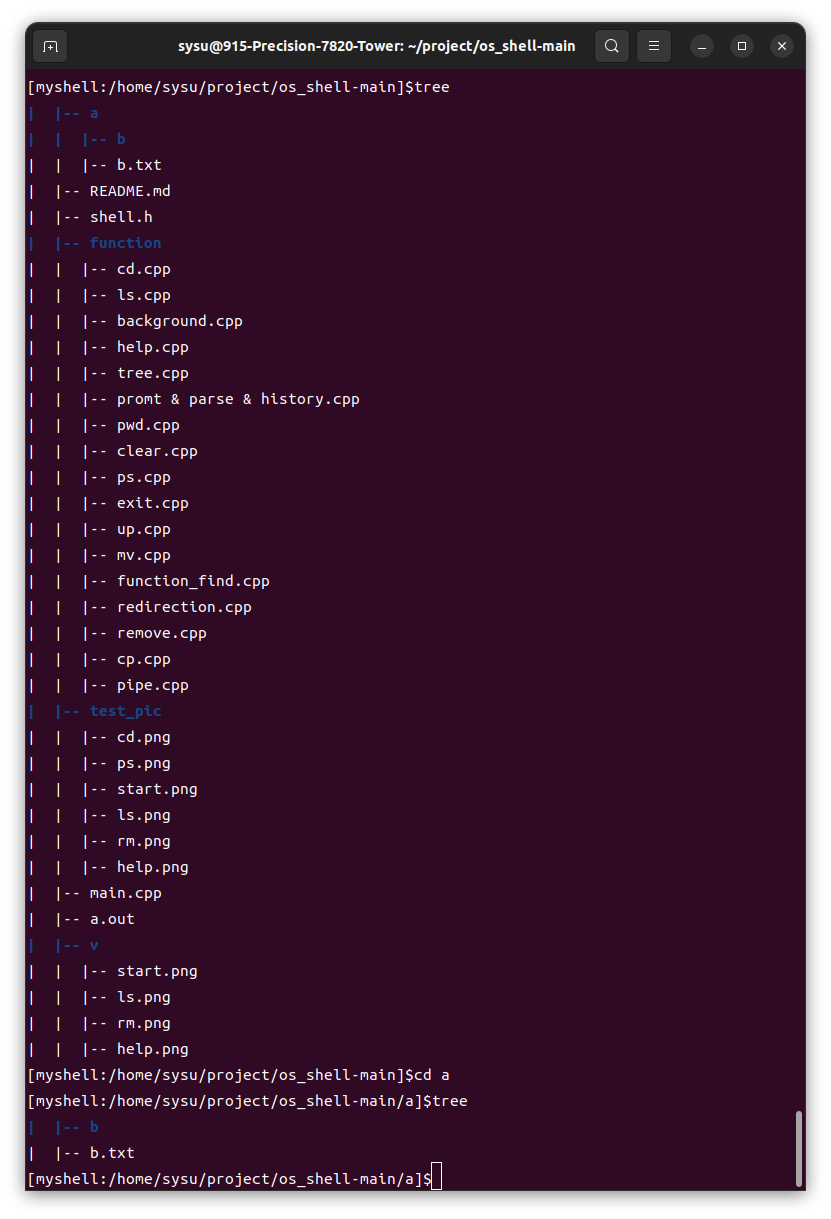 sysu@915-Precision-7820-Tower: ~/project/os_shell-main
[myshell:/home/sysu/project/os_shell-main]$tree
|  |-- a
|  |  |-- b
|  |  |-- b.txt
|  |-- README.md
|  |-- shell.h
|  |-- function
|  |  |-- cd.cpp
|  |  |-- ls.cpp
|  |  |-- background.cpp
|  |  |-- help.cpp
|  |  |-- tree.cpp
|  |  |-- promt & parse & history.cpp
|  |  |-- pwd.cpp
|  |  |-- clear.cpp
|  |  |-- ps.cpp
|  |  |-- exit.cpp
|  |  |-- up.cpp
|  |  |-- mv.cpp
|  |  |-- function_find.cpp
|  |  |-- redirection.cpp
|  |  |-- remove.cpp
|  |  |-- cp.cpp
|  |  |-- pipe.cpp
|  |-- test_pic
|  |  |-- cd.png
|  |  |-- ps.png
|  |  |-- start.png
|  |  |-- ls.png
|  |  |-- rm.png
|  |  |-- help.png
|  |-- main.cpp
|  |-- a.out
|  |-- v
|  |  |-- start.png
|  |  |-- ls.png
|  |  |-- rm.png
|  |  |-- help.png
[myshell:/home/sysu/project/os_shell-main]$cd a
[myshell:/home/sysu/project/os_shell-main/a]$tree
|  |-- b
|  |-- b.txt
[myshell:/home/sysu/project/os_shell-main/a]$